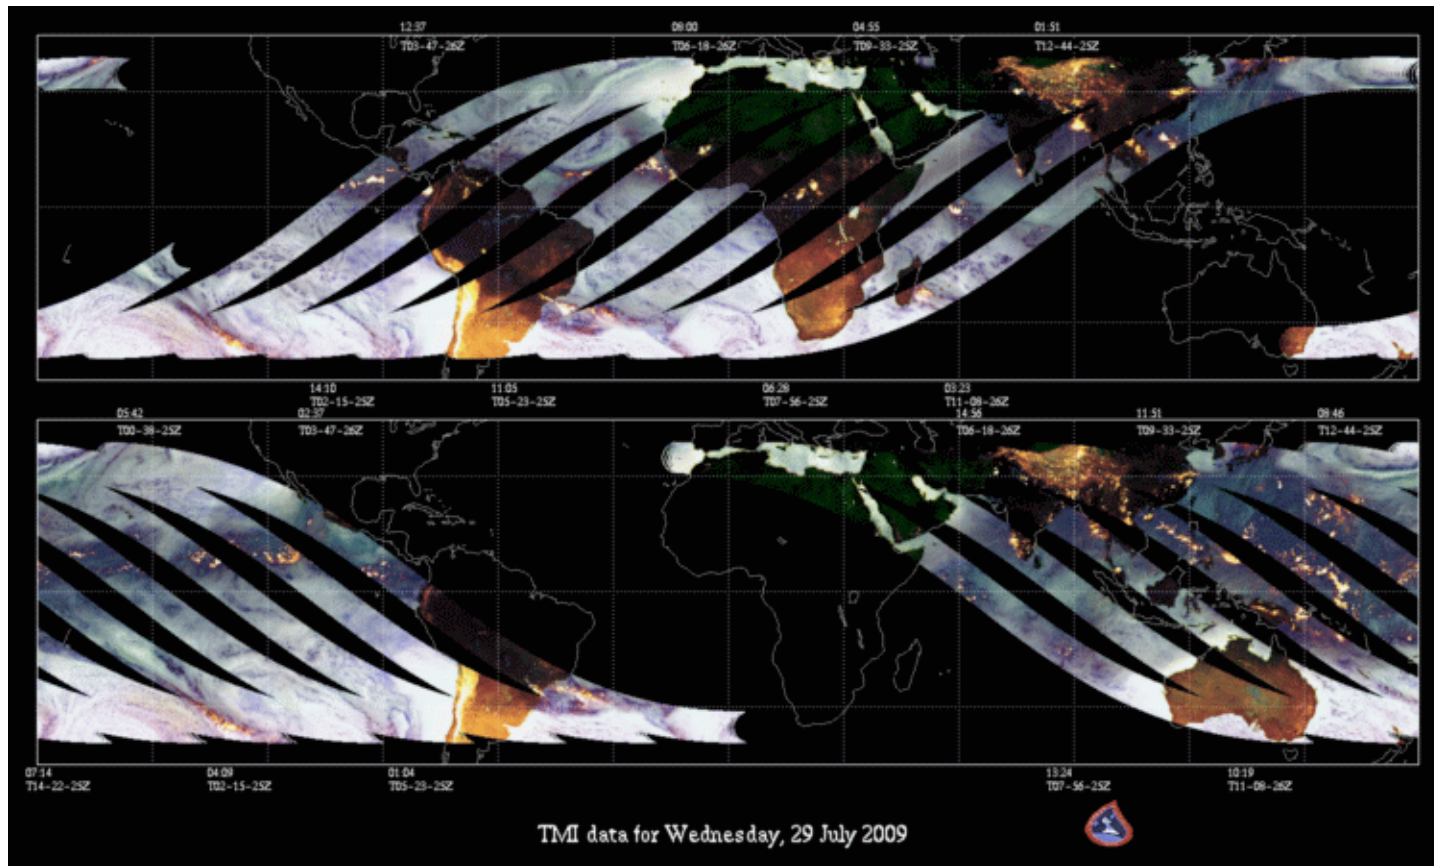 12:37 08:00 04:55 01:51
T03-47-26Z T06-18-26Z T09-33-25Z T12-44-25Z
14:10 11:05 06:28 03:23
T02-15-25Z T05-23-25Z T07-56-25Z T11-08-26Z
05:42 02:37 14:56 11:51 08:46
T00-38-25Z T03-47-26Z T06-18-26Z T09-33-25Z T12-44-25Z
07:14 04:09 01:04 13:24 10:19
T14-22-25Z T02-15-25Z T05-23-25Z T07-56-25Z T11-08-26Z
TMI data for Wednesday, 29 July 2009